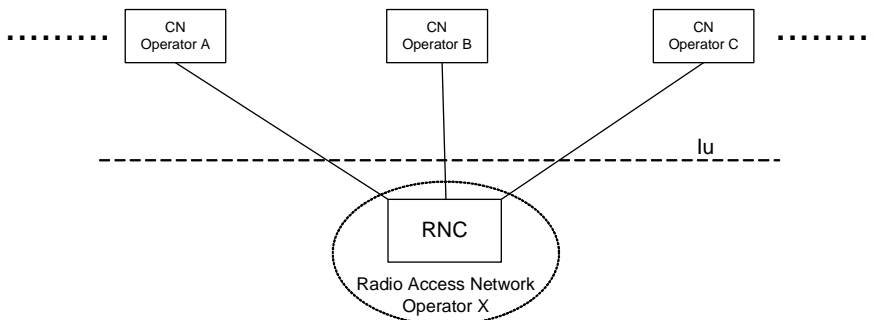 CN
Operator A
CN
Operator B
CN
Operator C
Iu
RNC
Radio Access Network
Operator X